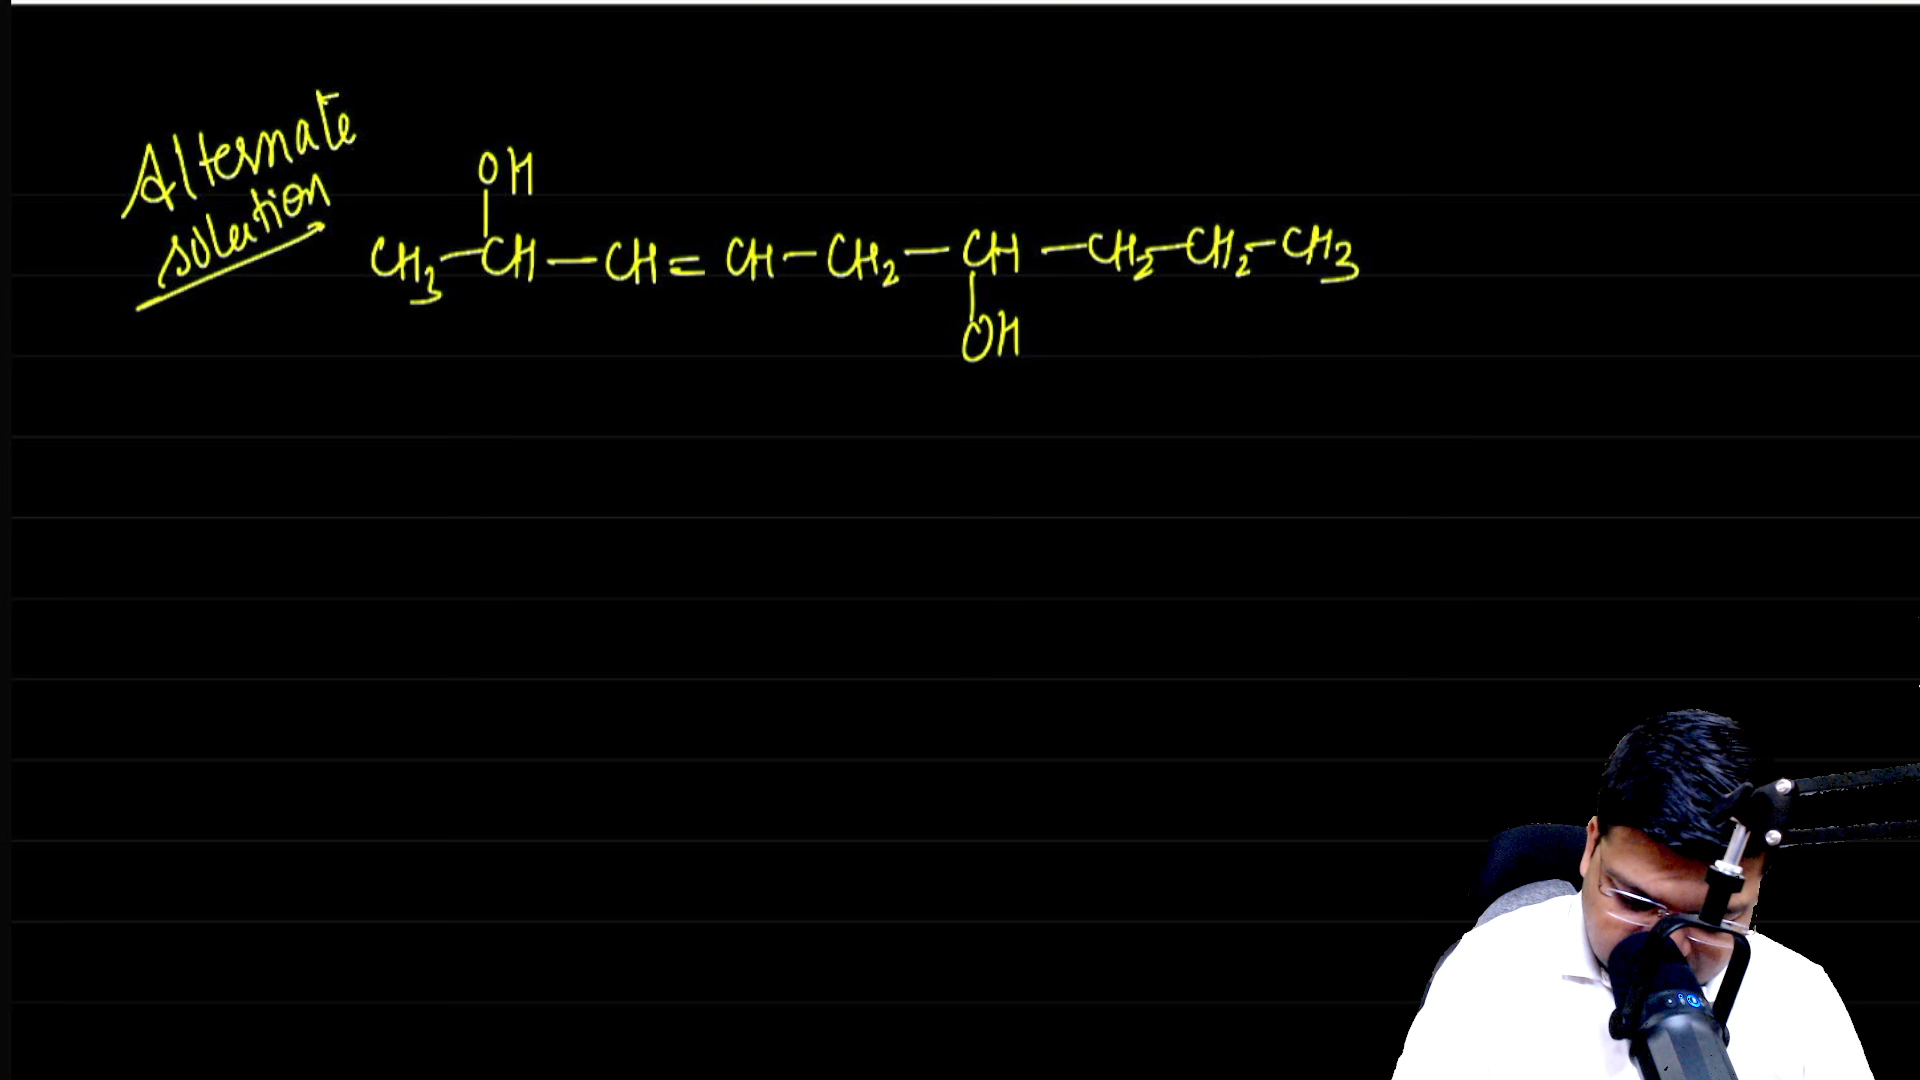 Alternate
solution
OH
CH₃-CH-CH=CH-CH₂-CH-CH₂-CH₂-CH₃
OH